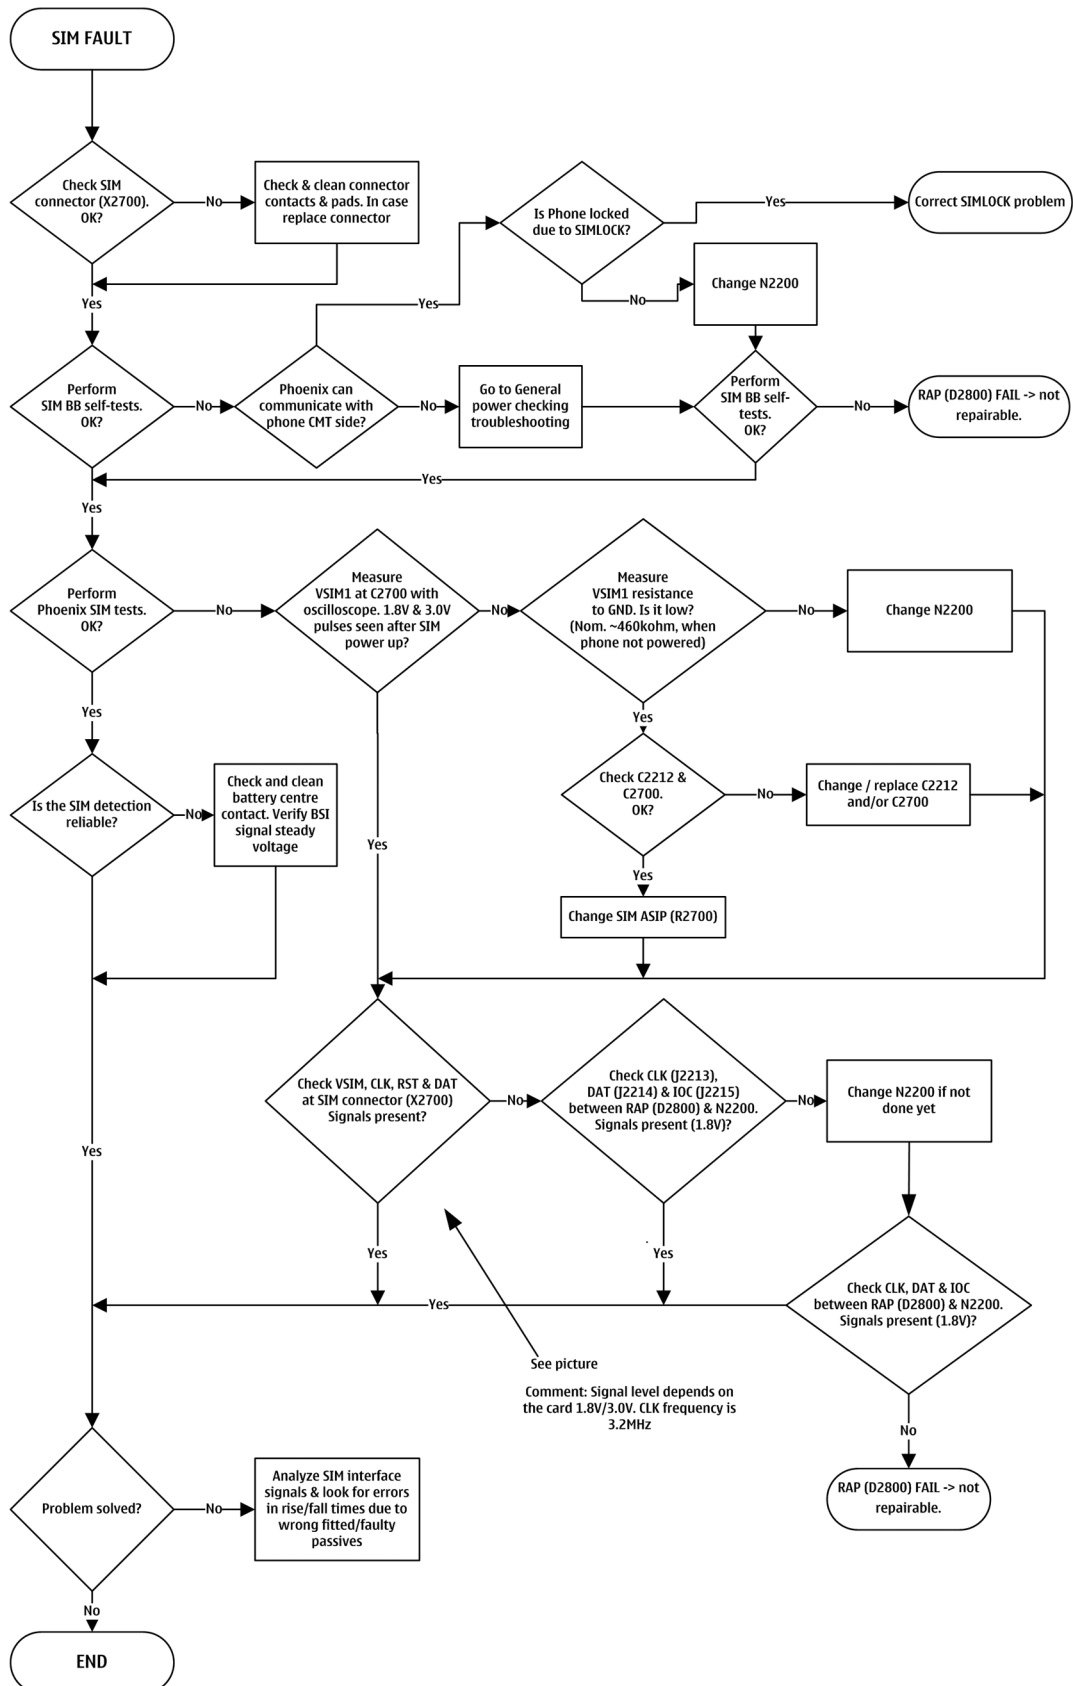 SIM FAULT
Check SIM
connector (X2700).
OK?
No
Check & clean connector
contacts & pads. In case
replace connector
Is Phone locked
due to SIMLOCK?
Yes
Correct SIMLOCK problem
No
Change N2200
Yes
Yes
Perform
SIM BB self-tests.
OK?
No
Phoenix can
communicate with
phone CMT side?
No
Go to General
power checking
troubleshooting
Perform
SIM BB self-
tests.
OK?
No
RAP (D2800) FAIL -> not
repairable.
Yes
Yes
Perform
Phoenix SIM tests.
OK?
No
Measure
VSIM1 at C2700 with
oscilloscope. 1.8V & 3.0V
pulses seen after SIM
power up?
No
Measure
VSIM1 resistance
to GND. Is it low?
(Nom. ~460kohm, when
phone not powered)
No
Change N2200
Yes
Yes
Is the SIM detection
reliable?
No
Check and clean
battery centre
contact. Verify BSI
signal steady
voltage
Check C2212 &
C2700.
OK?
No
Change / replace C2212
and/or C2700
Yes
Yes
Change SIM ASIP (R2700)
Check VSIM, CLK, RST & DAT
at SIM connector (X2700)
Signals present?
No
Check CLK (J2213),
DAT (J2214) & IOC (J2215)
between RAP (D2800) & N2200.
Signals present (1.8V)?
No
Change N2200 if not
done yet
Yes
Yes
Yes
Check CLK, DAT & IOC
between RAP (D2800) & N2200.
Signals present (1.8V)?
Yes
See picture
Comment: Signal level depends on
the card 1.8V/3.0V. CLK frequency is
3.2MHz
No
RAP (D2800) FAIL -> not
repairable.
Problem solved?
No
Analyze SIM interface
signals & look for errors
in rise/fall times due to
wrong fitted/faulty
passives
No
END